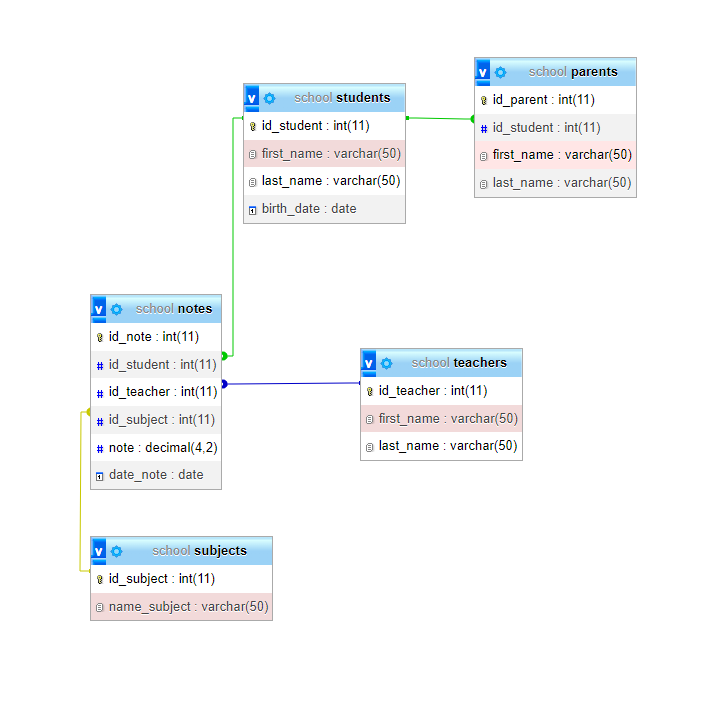 v school students
id_student : int(11)
first_name : varchar(50)
last_name : varchar(50)
birth_date : date
v school parents
id_parent : int(11)
# id_student : int(11)
first_name : varchar(50)
last_name : varchar(50)
v school notes
id_note : int(11)
# id_student : int(11)
# id_teacher : int(11)
# id_subject : int(11)
# note : decimal(4,2)
date_note : date
v school teachers
id_teacher : int(11)
first_name : varchar(50)
last_name : varchar(50)
v school subjects
id_subject : int(11)
name_subject : varchar(50)